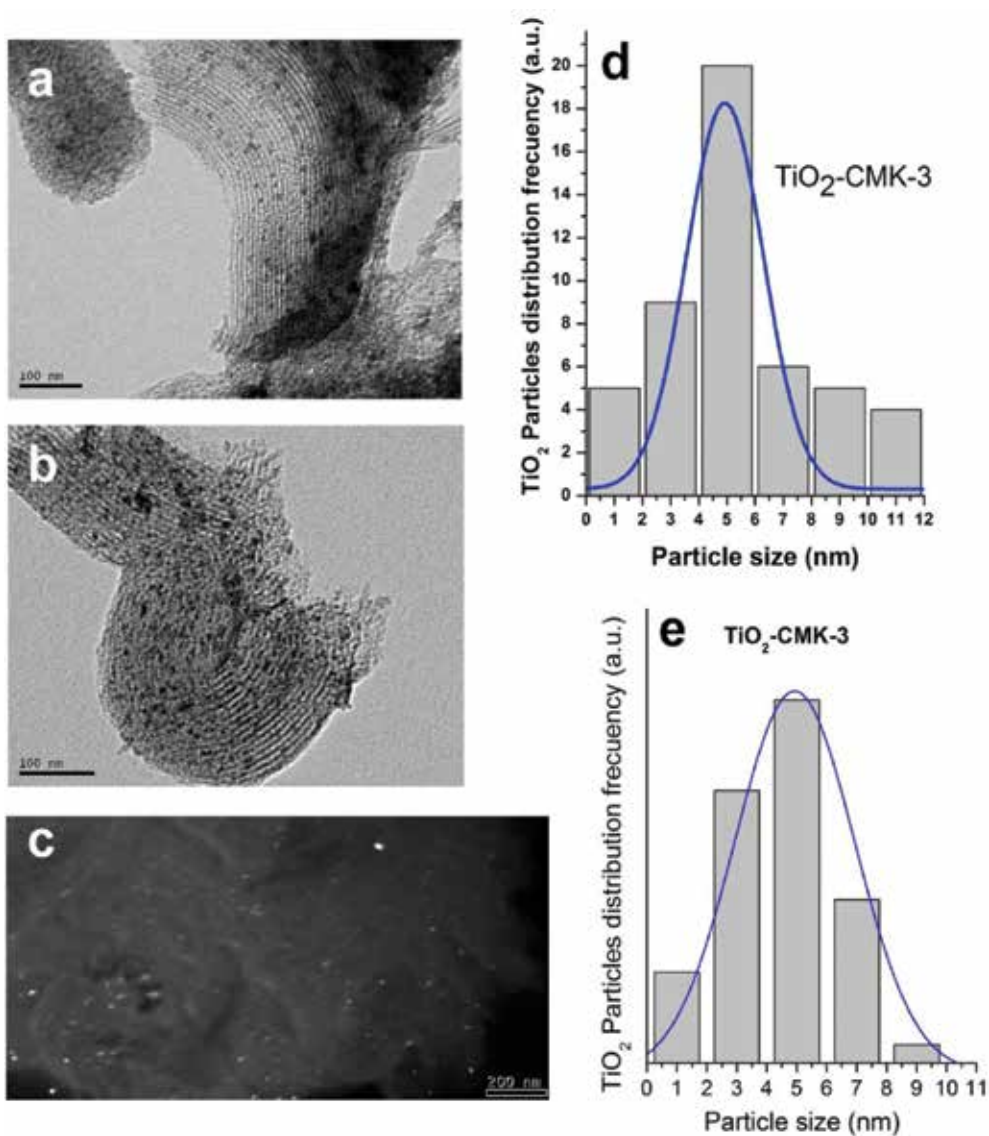 a
100 nm
b
100 nm
c
200 nm
d
TiO2 Particles distribution frecuency (a.u.)
20
18
16
14
12
10
8
6
4
2
0
TiO2-CMK-3
0 1 2 3 4 5 6 7 8 9 10 11 12
Particle size (nm)
e
TiO2-CMK-3
TiO2 Particles distribution frecuency (a.u.)
0 1 2 3 4 5 6 7 8 9 10 11
Particle size (nm)